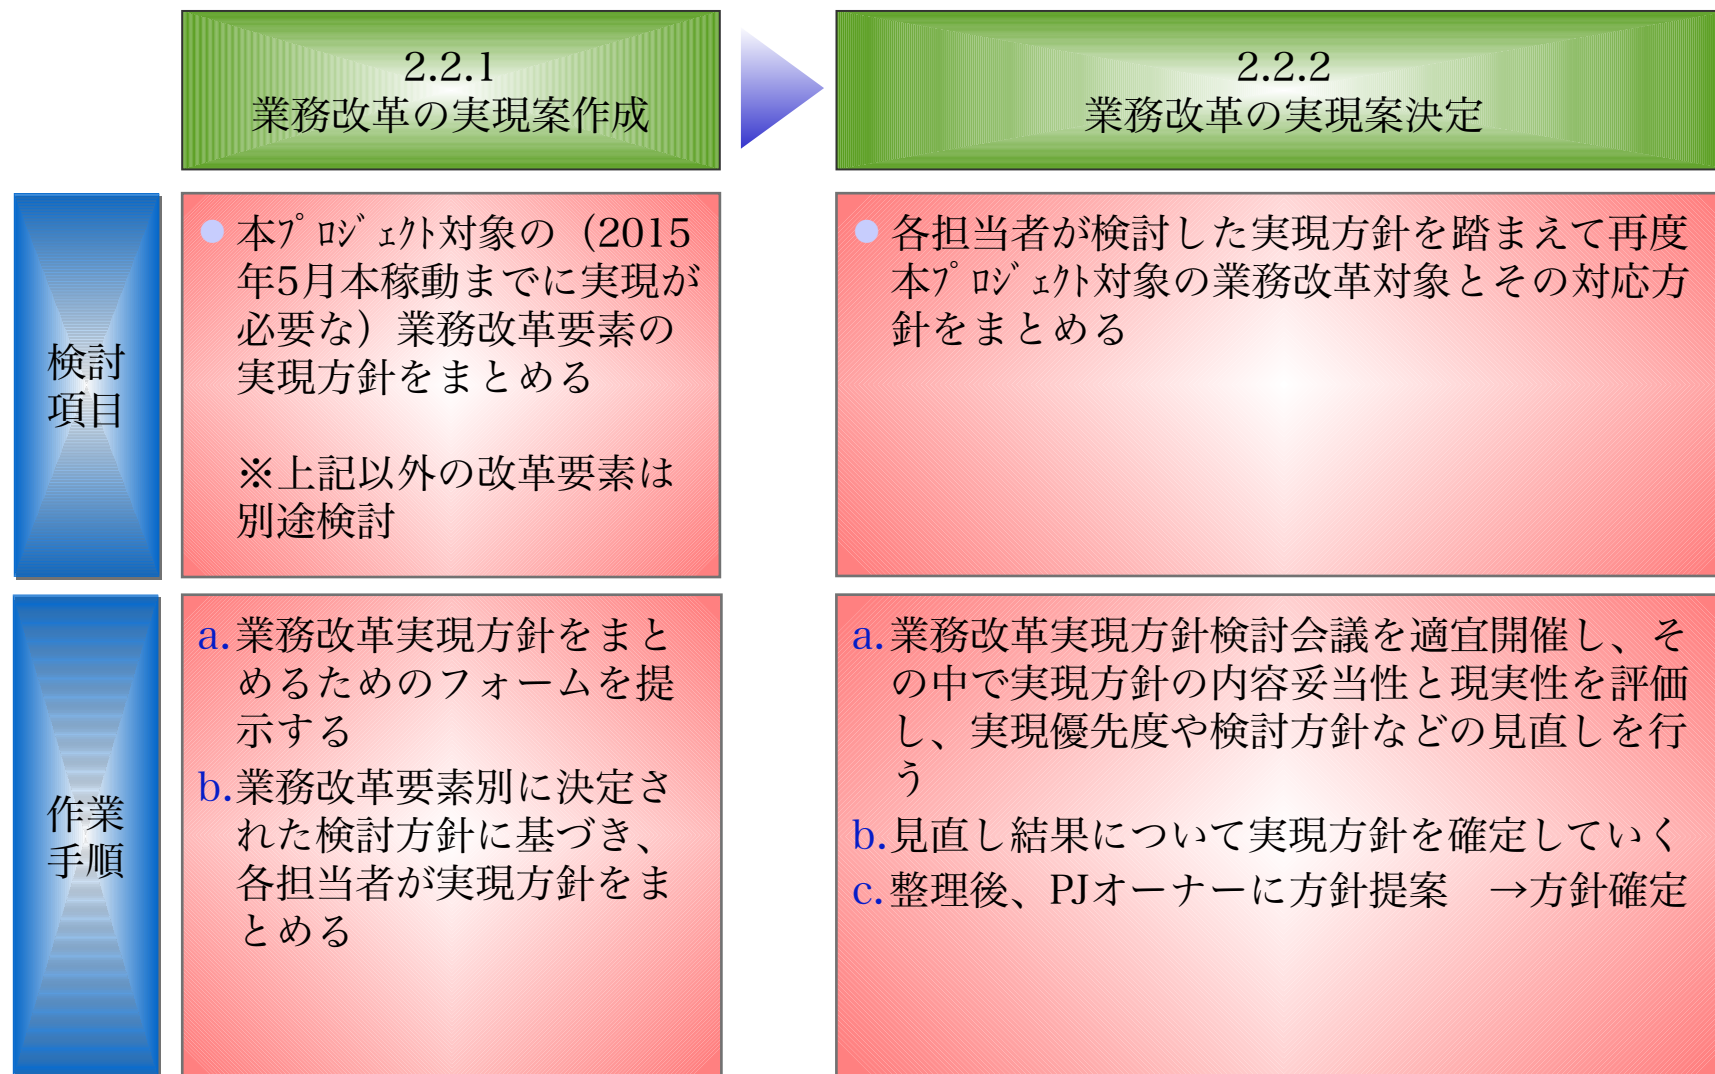 2.2.1
業務改革の実現案作成
2.2.2
業務改革の実現案決定
検討
項目
● 本ﾌﾟﾛｼﾞｪｸﾄ対象の（2015
年5月本稼動までに実現が
必要な）業務改革要素の
実現方針をまとめる
※上記以外の改革要素は
別途検討
● 各担当者が検討した実現方針を踏まえて再度
本ﾌﾟﾛｼﾞｪｸﾄ対象の業務改革対象とその対応方
針をまとめる
作業
手順
a.業務改革実現方針をまと
めるためのフォームを提
示する
b.業務改革要素別に決定さ
れた検討方針に基づき、
各担当者が実現方針をま
とめる
a.業務改革実現方針検討会議を適宜開催し、そ
の中で実現方針の内容妥当性と現実性を評価
し、実現優先度や検討方針などの見直しを行
う
b.見直し結果について実現方針を確定していく
c.整理後、PJオーナーに方針提案　→方針確定